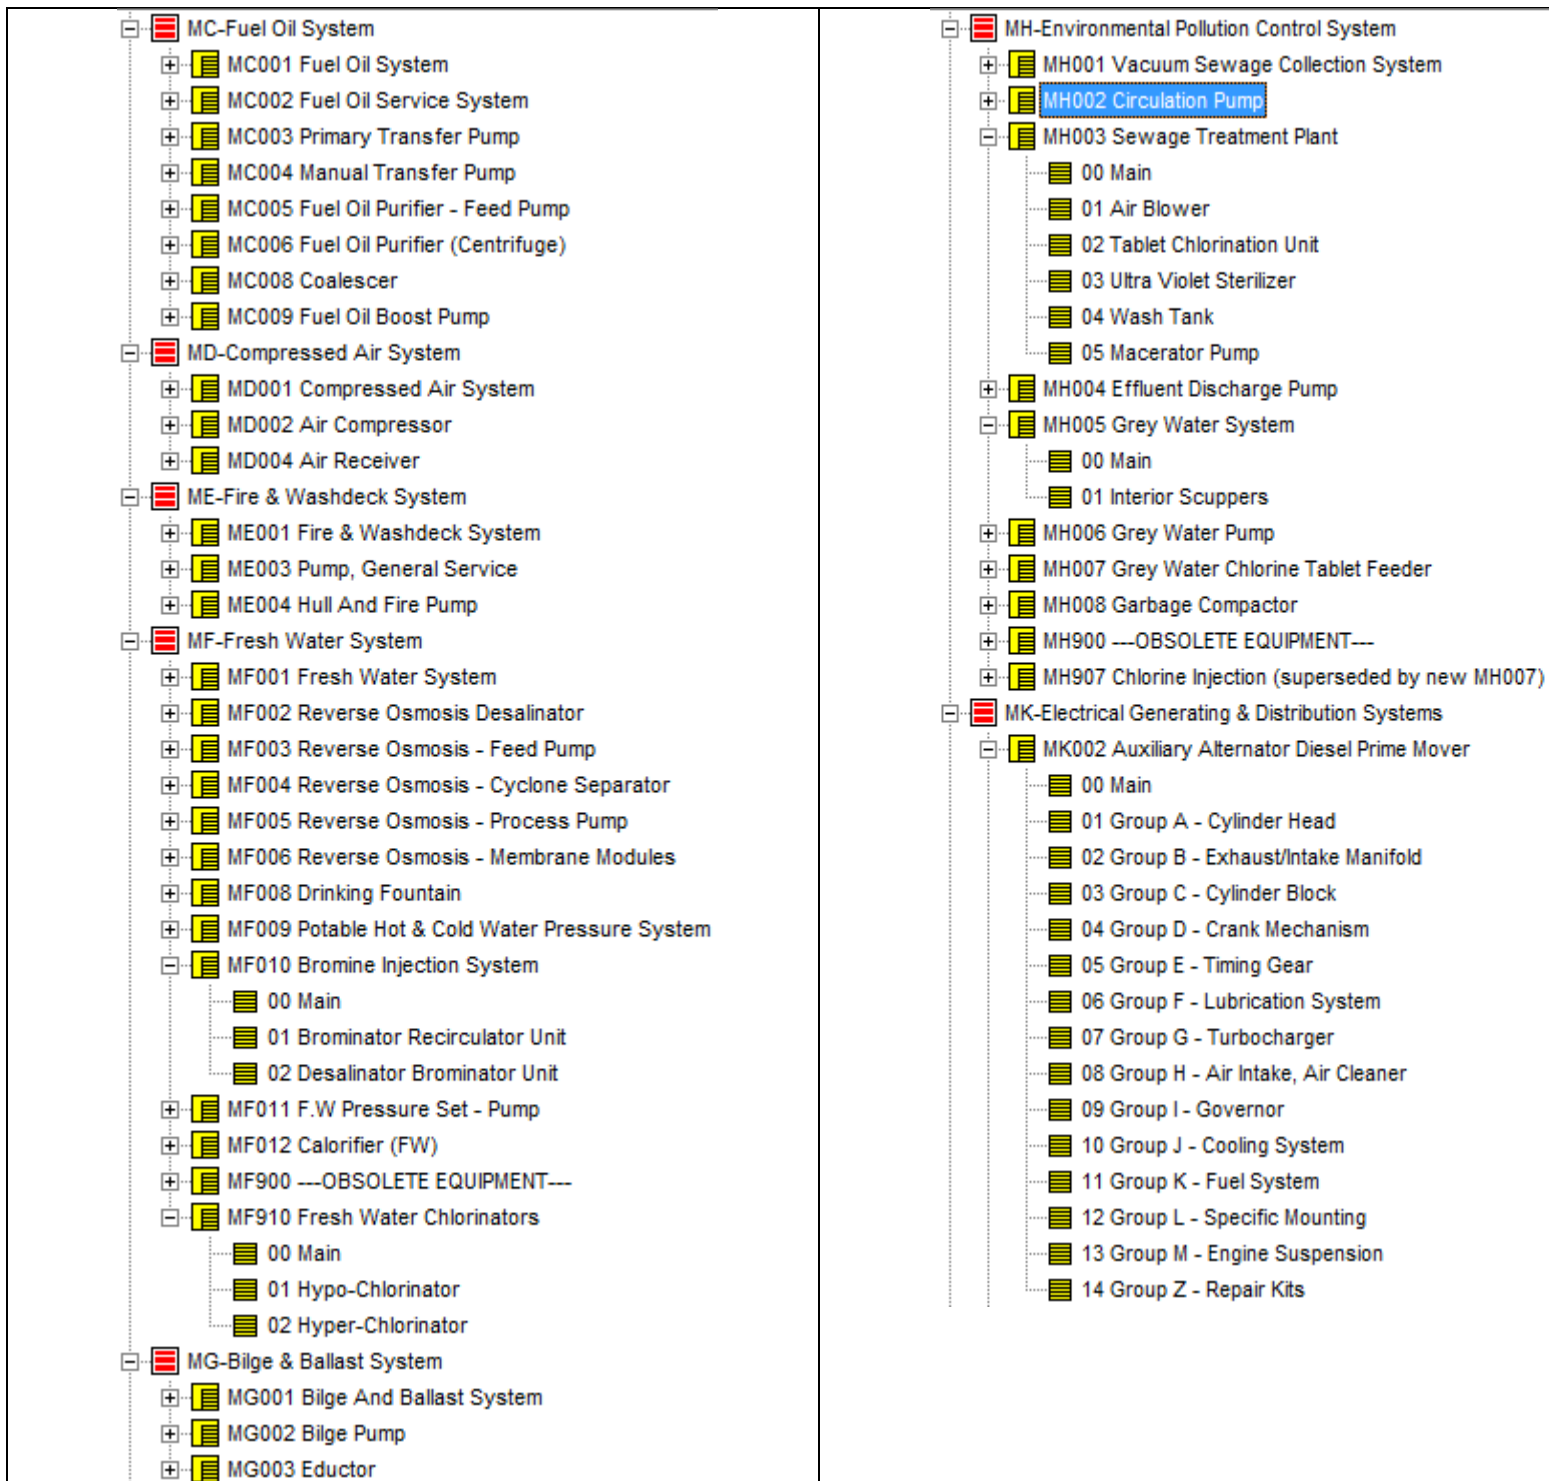 MC-Fuel Oil System
MC001 Fuel Oil System
MC002 Fuel Oil Service System
MC003 Primary Transfer Pump
MC004 Manual Transfer Pump
MC005 Fuel Oil Purifier - Feed Pump
MC006 Fuel Oil Purifier (Centrifuge)
MC008 Coalescer
MC009 Fuel Oil Boost Pump
MD-Compressed Air System
MD001 Compressed Air System
MD002 Air Compressor
MD004 Air Receiver
ME-Fire & Washdeck System
ME001 Fire & Washdeck System
ME003 Pump, General Service
ME004 Hull And Fire Pump
MF-Fresh Water System
MF001 Fresh Water System
MF002 Reverse Osmosis Desalinator
MF003 Reverse Osmosis - Feed Pump
MF004 Reverse Osmosis - Cyclone Separator
MF005 Reverse Osmosis - Process Pump
MF006 Reverse Osmosis - Membrane Modules
MF008 Drinking Fountain
MF009 Potable Hot & Cold Water Pressure System
MF010 Bromine Injection System
00 Main
01 Brominator Recirculator Unit
02 Desalinator Brominator Unit
MF011 F.W Pressure Set - Pump
MF012 Calorifier (FW)
MF900 ---OBSOLETE EQUIPMENT---
MF910 Fresh Water Chlorinators
00 Main
01 Hypo-Chlorinator
02 Hyper-Chlorinator
MG-Bilge & Ballast System
MG001 Bilge And Ballast System
MG002 Bilge Pump
MG003 Eductor
MH-Environmental Pollution Control System
MH001 Vacuum Sewage Collection System
MH002 Circulation Pump
MH003 Sewage Treatment Plant
00 Main
01 Air Blower
02 Tablet Chlorination Unit
03 Ultra Violet Sterilizer
04 Wash Tank
05 Macerator Pump
MH004 Effluent Discharge Pump
MH005 Grey Water System
00 Main
01 Interior Scuppers
MH006 Grey Water Pump
MH007 Grey Water Chlorine Tablet Feeder
MH008 Garbage Compactor
MH900 ---OBSOLETE EQUIPMENT---
MH907 Chlorine Injection (superseded by new MH007)
MK-Electrical Generating & Distribution Systems
MK002 Auxiliary Alternator Diesel Prime Mover
00 Main
01 Group A - Cylinder Head
02 Group B - Exhaust/Intake Manifold
03 Group C - Cylinder Block
04 Group D - Crank Mechanism
05 Group E - Timing Gear
06 Group F - Lubrication System
07 Group G - Turbocharger
08 Group H - Air Intake, Air Cleaner
09 Group I - Governor
10 Group J - Cooling System
11 Group K - Fuel System
12 Group L - Specific Mounting
13 Group M - Engine Suspension
14 Group Z - Repair Kits